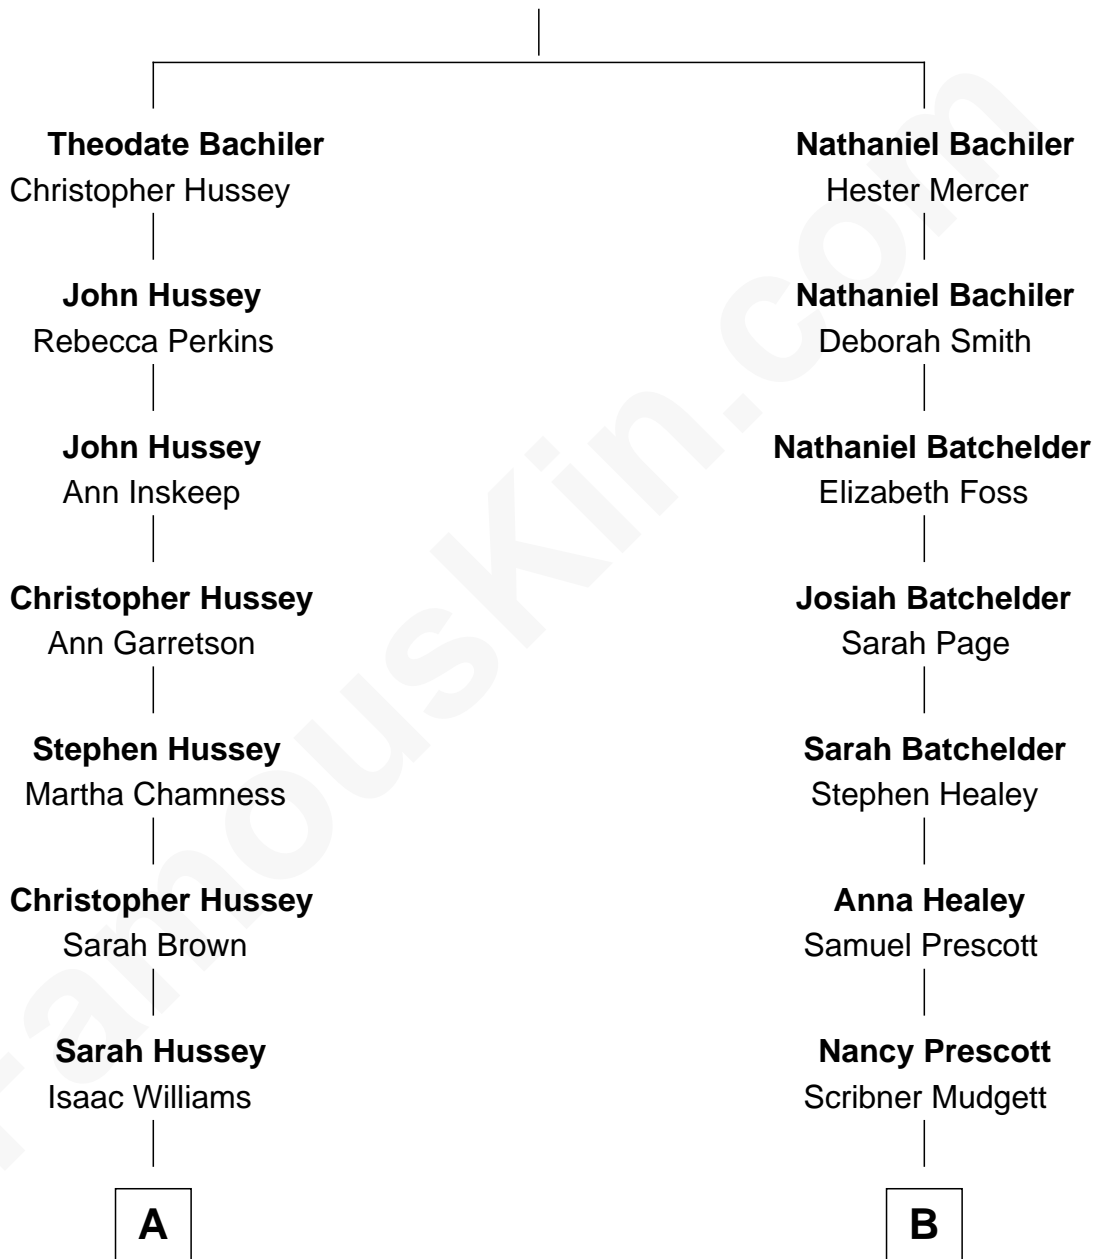 Theodate Bachiler
Christopher Hussey
John Hussey
Rebecca Perkins
John Hussey
Ann Inskeep
Christopher Hussey
Ann Garretson
Stephen Hussey
Martha Chamness
Christopher Hussey
Sarah Brown
Sarah Hussey
Isaac Williams
A
Nathaniel Bachiler
Hester Mercer
Nathaniel Bachiler
Deborah Smith
Nathaniel Batchelder
Elizabeth Foss
Josiah Batchelder
Sarah Page
Sarah Batchelder
Stephen Healey
Anna Healey
Samuel Prescott
Nancy Prescott
Scribner Mudgett
B
FamousKin.com